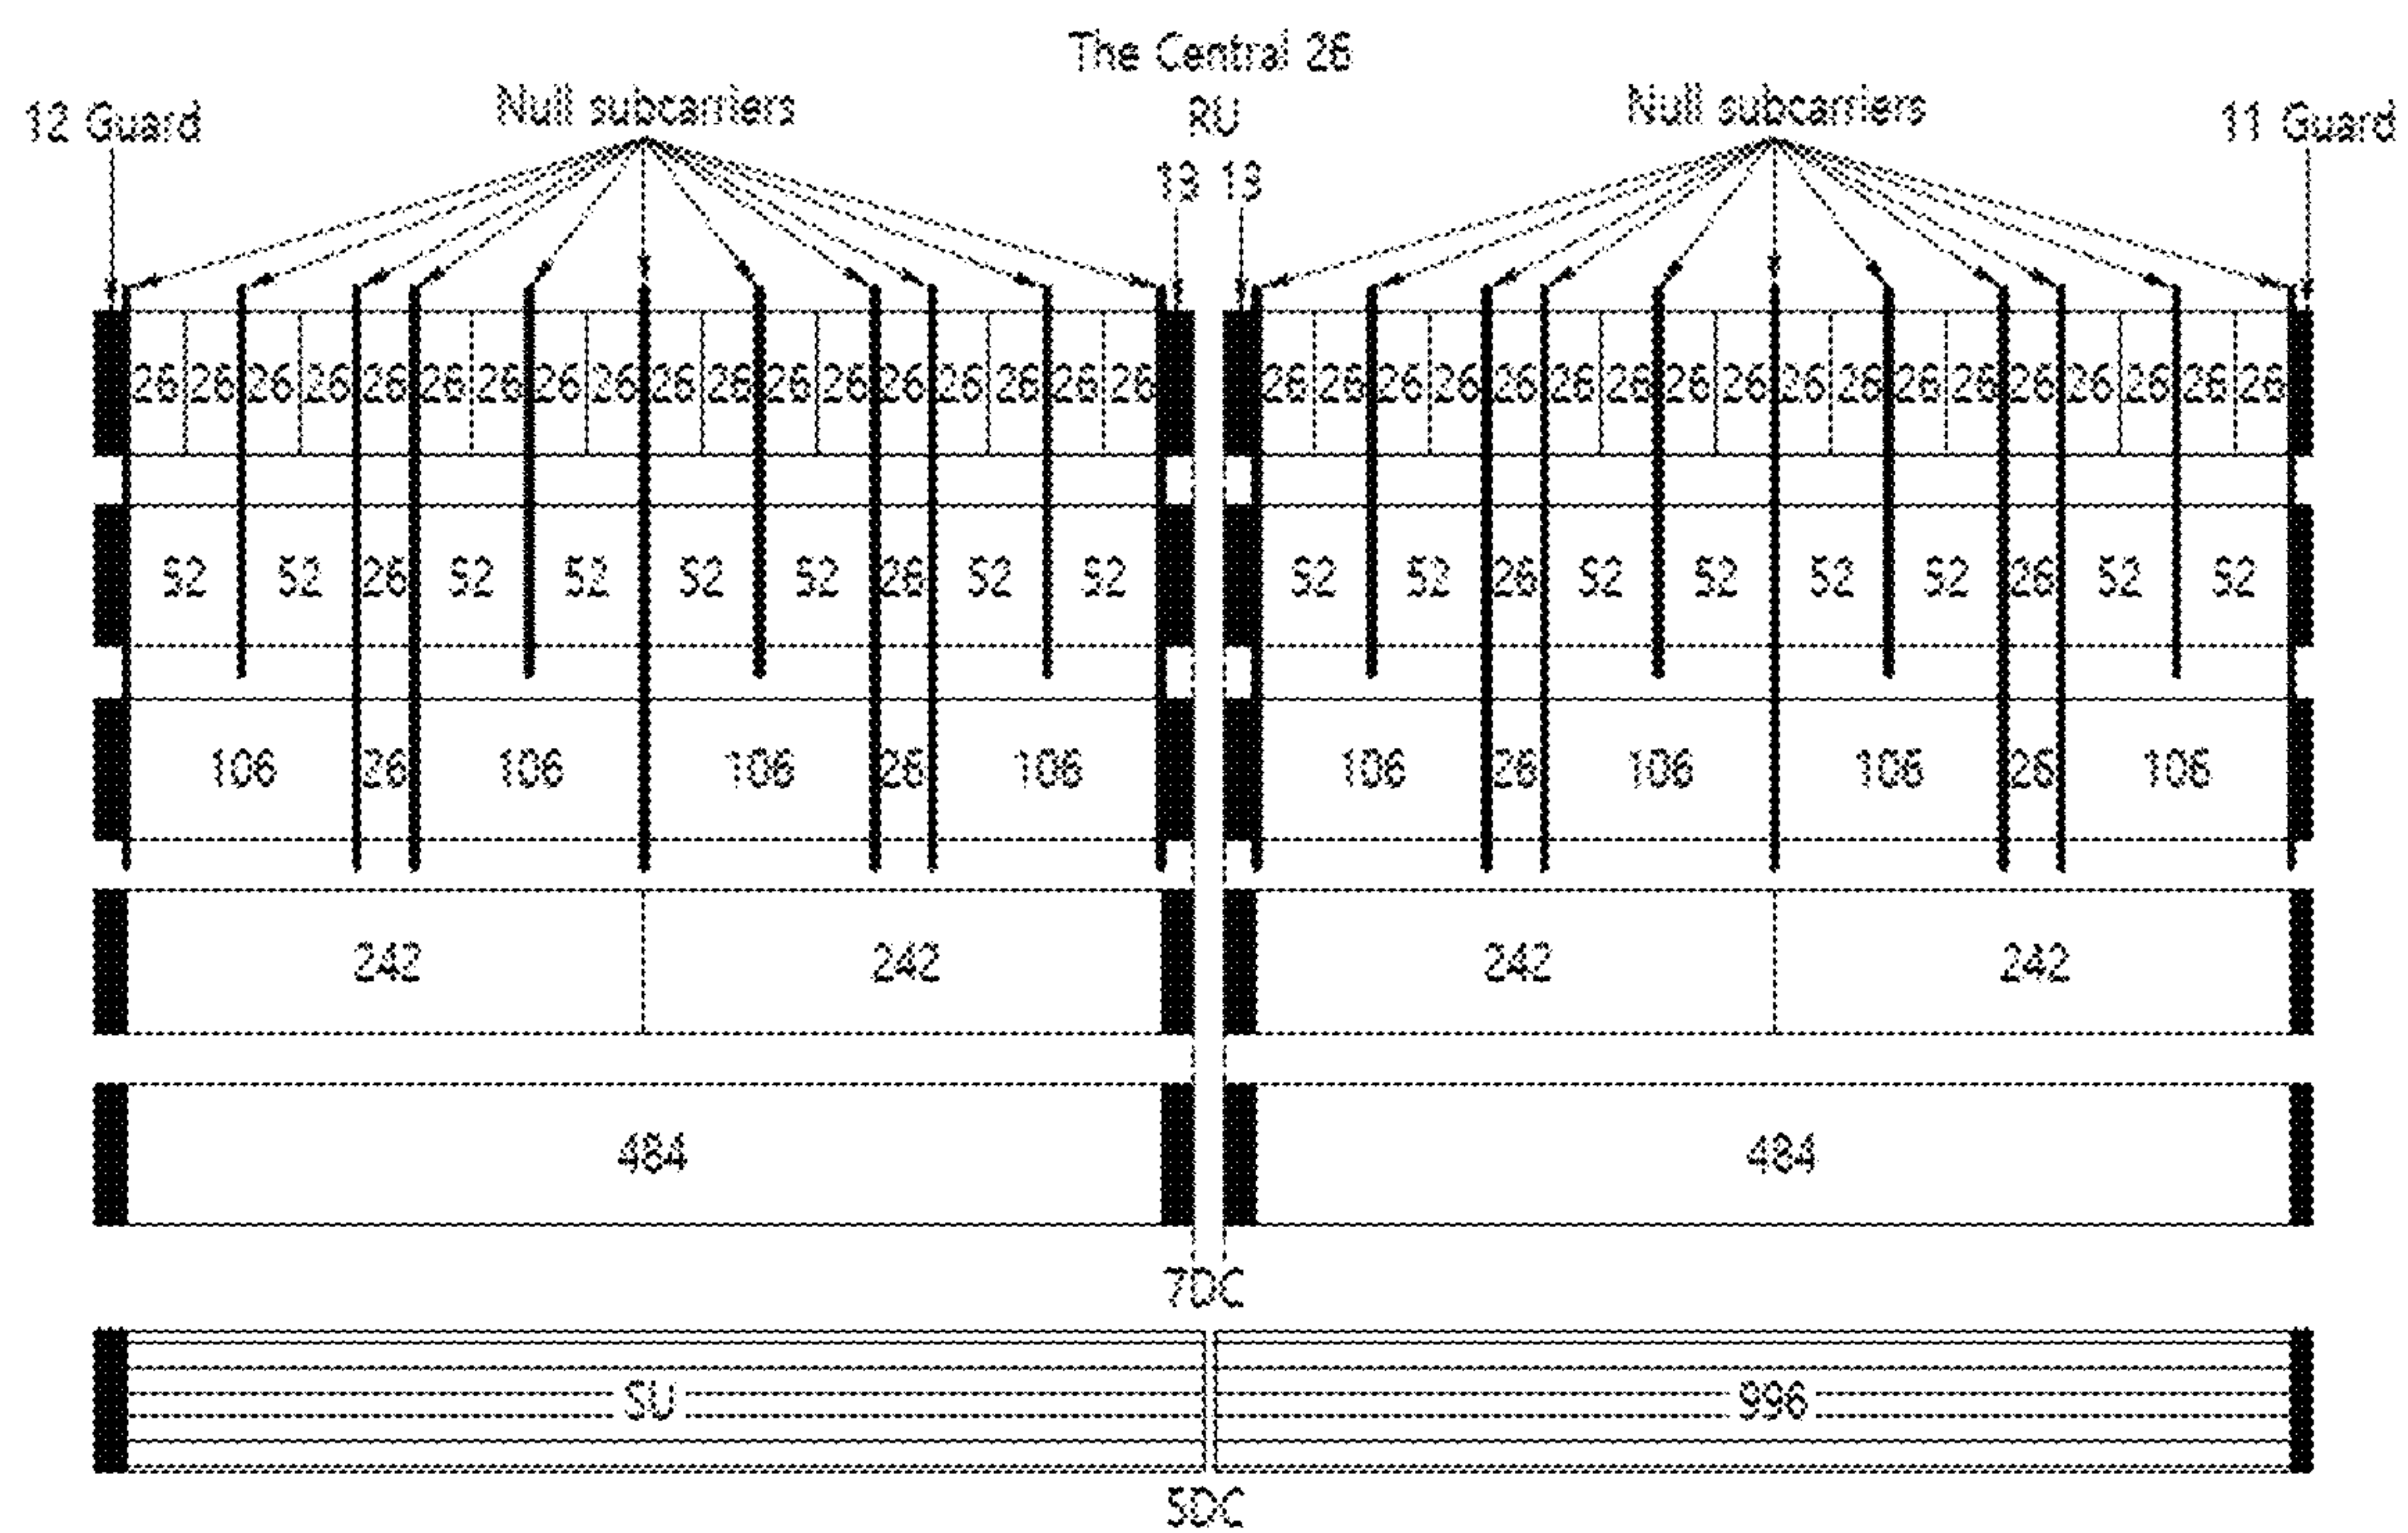 The Central 26
RU
12 Guard
Null subcarriers
Null subcarriers
11 Guard
13 13
26 26 26 26 26 26 26 26 26 26 26 26 26 26 26 26 26 26 26 26 26 26 26 26 26 26 26 26 26 26 26 26 26 26 26 26
52 52 26 52 52 52 52 26 52 52 52 52 26 52 52 52 52 26 52 52
106 26 106 106 26 106 106 26 106 106 26 106
242 242 242 242
484 484
7DC
SU 996
5DC